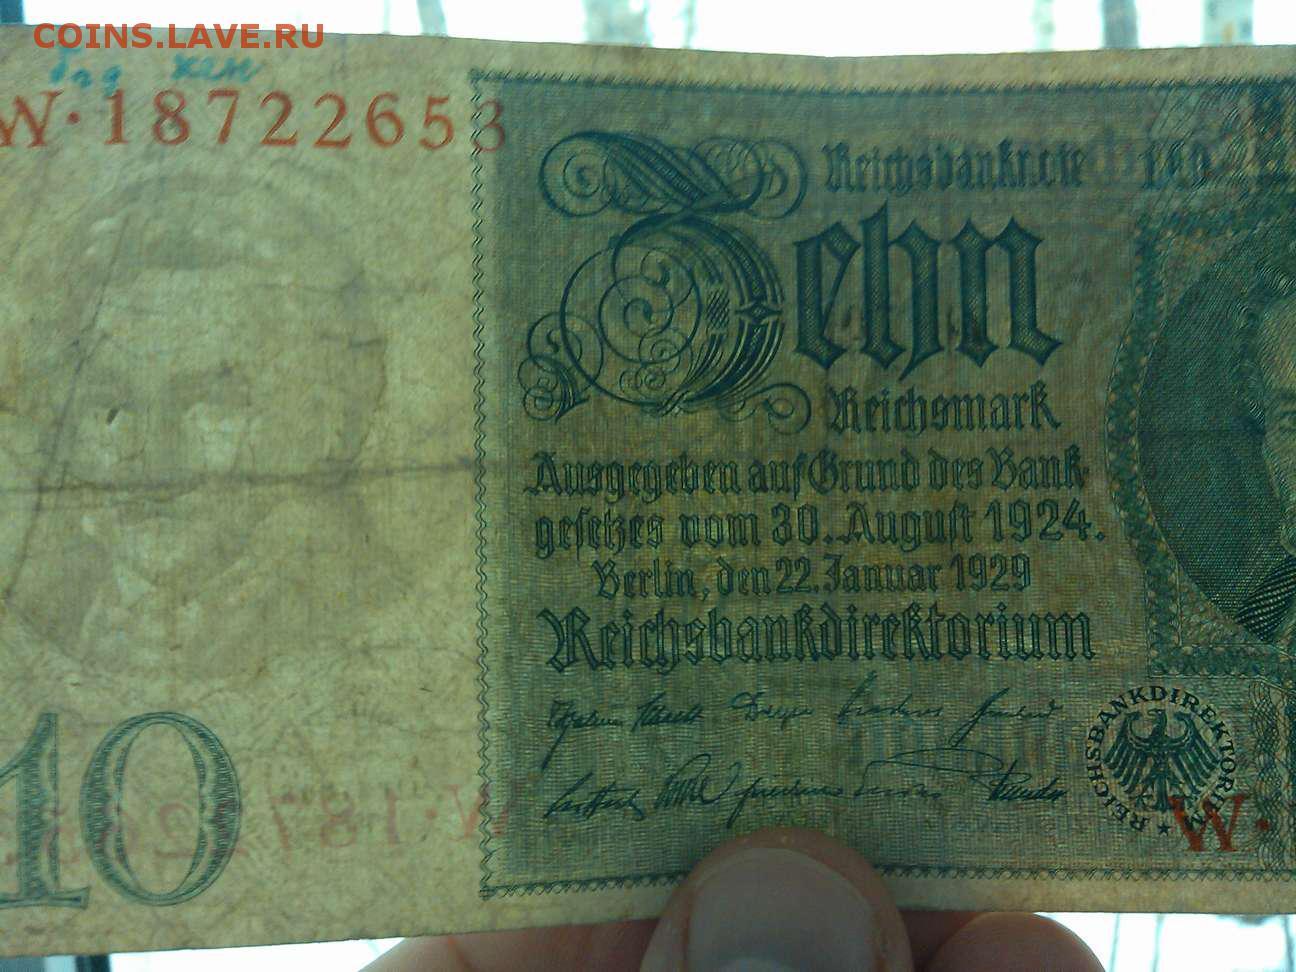 COINS.LAVE.RU
W·18722653
Reichsbanknote
Zehn
Reichsmark
Ausgegeben auf Grund des Bank-
gesetzes vom 30. August 1924.
Berlin, den 22. Januar 1929
Reichsbankdirektorium
REICHSBANKDIREKTORIUM ★
W·
10